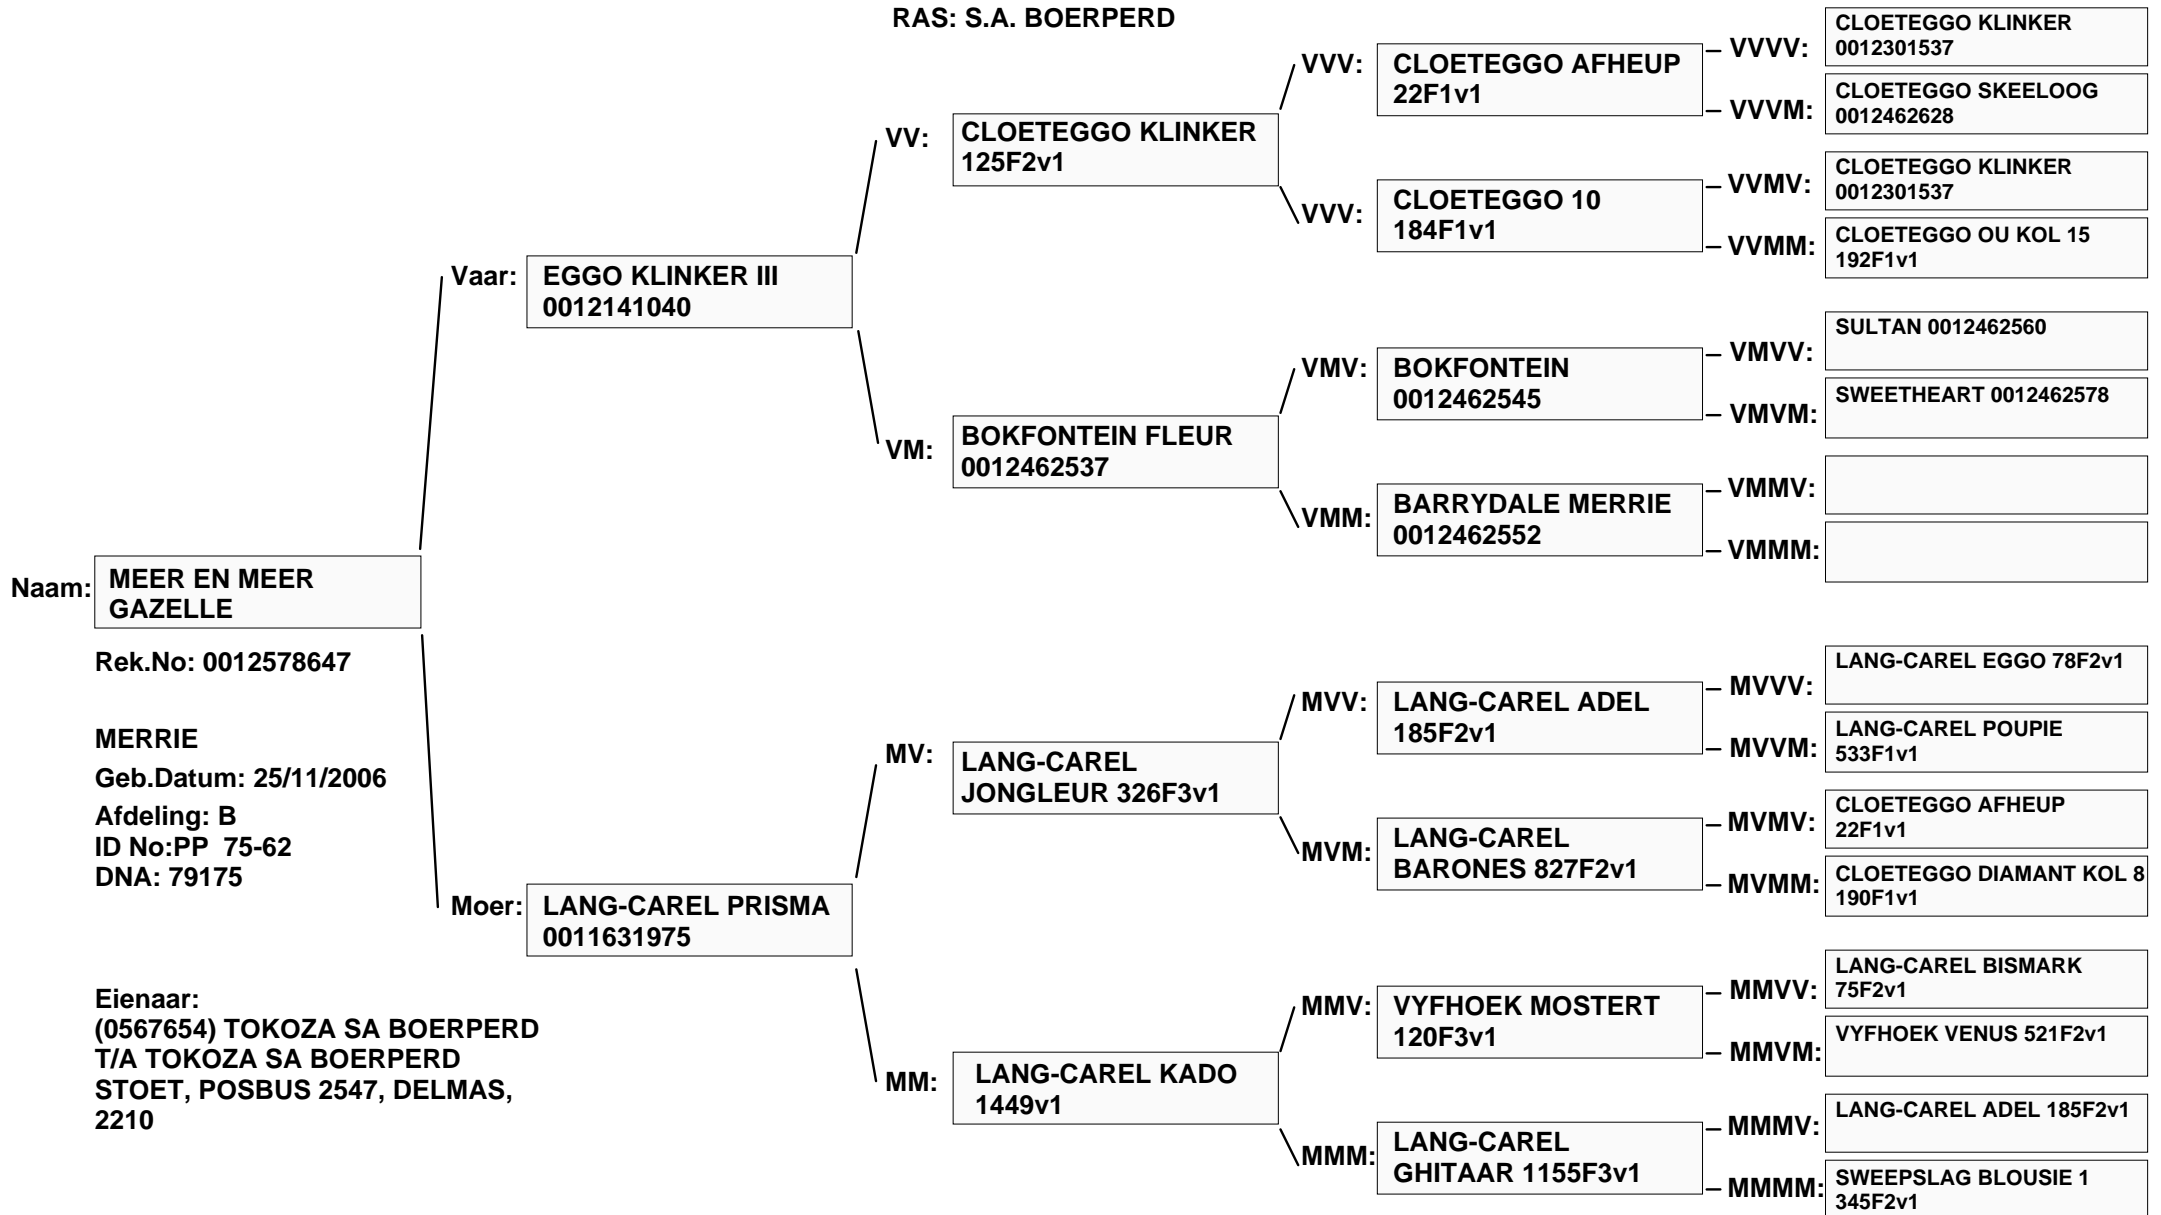 RAS: S.A. BOERPERD
Naam:
MEER EN MEER
GAZELLE
Rek.No: 0012578647
MERRIE
Geb.Datum: 25/11/2006
Afdeling: B
ID No:PP 75-62
DNA: 79175
Eienaar:
(0567654) TOKOZA SA BOERPERD
T/A TOKOZA SA BOERPERD
STOET, POSBUS 2547, DELMAS,
2210
Vaar:
EGGO KLINKER III
0012141040
Moer:
LANG-CAREL PRISMA
0011631975
VV:
CLOETEGGO KLINKER
125F2v1
VM:
BOKFONTEIN FLEUR
0012462537
MV:
LANG-CAREL
JONGLEUR 326F3v1
MM:
LANG-CAREL KADO
1449v1
VVV:
CLOETEGGO AFHEUP
22F1v1
VVV:
CLOETEGGO 10
184F1v1
VMV:
BOKFONTEIN
0012462545
VMM:
BARRYDALE MERRIE
0012462552
MVV:
LANG-CAREL ADEL
185F2v1
MVM:
LANG-CAREL
BARONES 827F2v1
MMV:
VYFHOEK MOSTERT
120F3v1
MMM:
LANG-CAREL
GHITAAR 1155F3v1
VVVV:
CLOETEGGO KLINKER
0012301537
VVVM:
CLOETEGGO SKEELOOG
0012462628
VVMV:
CLOETEGGO KLINKER
0012301537
VVMM:
CLOETEGGO OU KOL 15
192F1v1
VMVV:
SULTAN 0012462560
VMVM:
SWEETHEART 0012462578
VMMV:
VMMM:
MVVV:
LANG-CAREL EGGO 78F2v1
MVVM:
LANG-CAREL POUPIE
533F1v1
MVMV:
CLOETEGGO AFHEUP
22F1v1
MVMM:
CLOETEGGO DIAMANT KOL 8
190F1v1
MMVV:
LANG-CAREL BISMARK
75F2v1
MMVM:
VYFHOEK VENUS 521F2v1
MMMV:
LANG-CAREL ADEL 185F2v1
MMMM:
SWEEPSLAG BLOUSIE 1
345F2v1